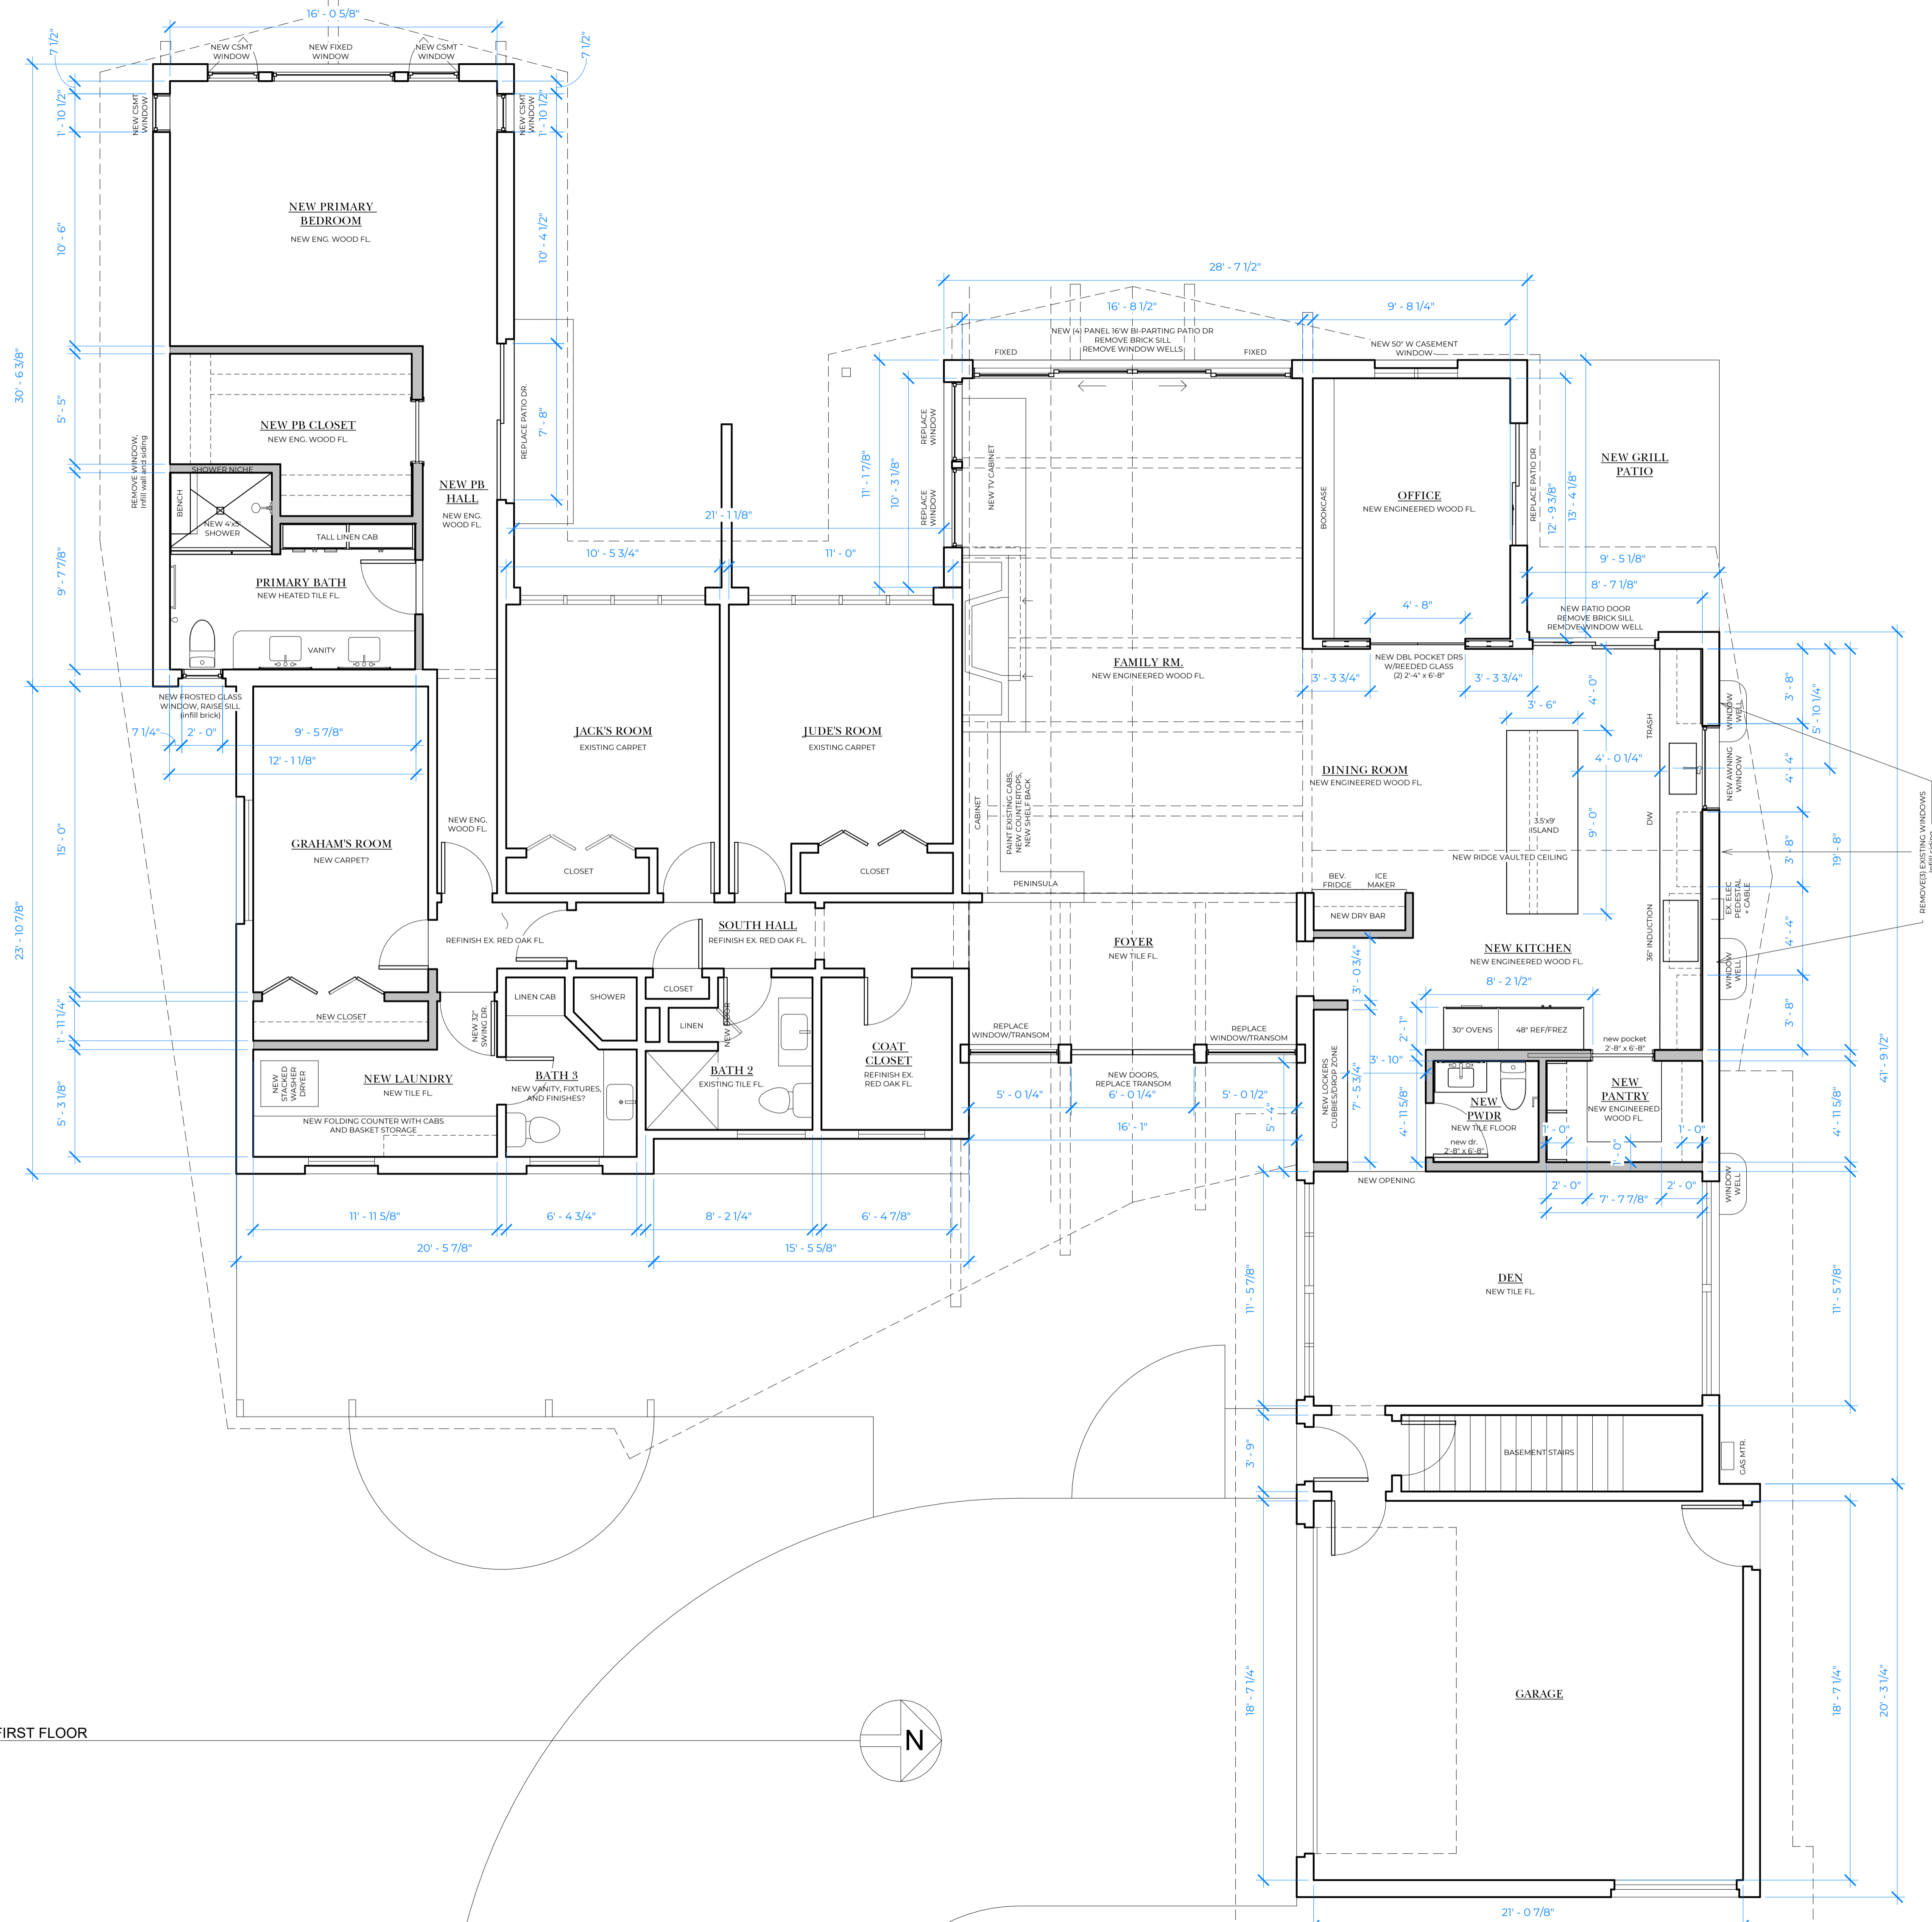 16' - 0 5/8"
7 1/2"
7 1/2"
NEW CSMT
WINDOW
NEW FIXED
WINDOW
NEW CSMT
WINDOW
1' - 10 1/2"
NEW CSMT
WINDOW
NEW CSMT
WINDOW
1' - 10 1/2"
NEW PRIMARY
BEDROOM
NEW ENG. WOOD FL.
10' - 6"
10' - 4 1/2"
30' - 6 3/8"
5' - 5"
7' - 8"
REPLACE PATIO DR.
NEW PB CLOSET
NEW ENG. WOOD FL.
REMOVE WINDOW,
Infill wall and siding
SHOWER NICHE
BENCH
NEW 4'x5'
SHOWER
TALL LINEN CAB
NEW PB
HALL
NEW ENG.
WOOD FL.
9' - 7 7/8"
PRIMARY BATH
NEW HEATED TILE FL.
VANITY
NEW FROSTED GLASS
WINDOW, RAISE SILL
(infill brick)
7 1/4"
2' - 0"
9' - 5 7/8"
12' - 1 1/8"
21' - 1 1/8"
10' - 5 3/4"
11' - 0"
11' - 1 7/8"
10' - 3 1/8"
28' - 7 1/2"
16' - 8 1/2"
9' - 8 1/4"
NEW (4) PANEL 16'W BI-PARTING PATIO DR
REMOVE BRICK SILL
REMOVE WINDOW WELLS
FIXED
FIXED
NEW 50" W CASEMENT
WINDOW
REPLACE
WINDOW
REPLACE
WINDOW
NEW TV CABINET
BOOKCASE
OFFICE
NEW ENGINEERED WOOD FL.
REPLACE PATIO DR
12' - 9 3/8"
13' - 4 1/8"
NEW GRILL
PATIO
9' - 5 1/8"
8' - 7 1/8"
4' - 8"
NEW PATIO DOOR
REMOVE BRICK SILL
REMOVE WINDOW WELL
NEW DBL POCKET DRS
W/REEDED GLASS
(2) 2'-4" x 6'-8"
3' - 3 3/4"
3' - 3 3/4"
FAMILY RM.
NEW ENGINEERED WOOD FL.
JACK'S ROOM
EXISTING CARPET
JUDE'S ROOM
EXISTING CARPET
DINING ROOM
NEW ENGINEERED WOOD FL.
3' - 6"
4' - 0"
4' - 0 1/4"
9' - 0"
3.5'x9'
ISLAND
TRASH
DW
36" INDUCTION
WINDOW
WELL
NEW AWNING
WINDOW
3' - 8"
5' - 10 1/4"
4' - 4"
3' - 8"
19' - 8"
4' - 4"
3' - 8"
41' - 9 1/2"
EX. ELEC
PEDESTAL
+ CABLE
WINDOW
WELL
REMOVE(3) EXISTING WINDOWS
NEW RIDGE VAULTED CEILING
15' - 0"
23' - 10 7/8"
GRAHAM'S ROOM
NEW CARPET?
NEW ENG.
WOOD FL.
CLOSET
CLOSET
CABINET
PAINT EXISTING CABS,
NEW COUNTERTOPS,
NEW SHELF BACK
PENINSULA
BEV.
FRIDGE
ICE
MAKER
NEW DRY BAR
SOUTH HALL
REFINISH EX. RED OAK FL.
REFINISH EX. RED OAK FL.
FOYER
NEW TILE FL.
NEW KITCHEN
NEW ENGINEERED WOOD FL.
8' - 2 1/2"
3' - 0 3/4"
2' - 1"
30" OVENS
48" REF/FREZ
new pocket
2'-8" x 6'-8"
1' - 11 1/4"
NEW CLOSET
NEW 32"
SWING DR.
LINEN CAB
SHOWER
CLOSET
LINEN
NEW DOOR
COAT
CLOSET
REFINISH EX.
RED OAK FL.
REPLACE
WINDOW/TRANSOM
REPLACE
WINDOW/TRANSOM
NEW DOORS,
REPLACE TRANSOM
5' - 0 1/4"
6' - 0 1/4"
5' - 0 1/2"
16' - 1"
5' - 4"
NEW LOCKERS
CUBBIES/DROP ZONE
7' - 5 3/4"
3' - 10"
4' - 11 5/8"
NEW
PWDR
NEW TILE FLOOR
new dr.
2'-8" x 6'-8"
NEW
PANTRY
NEW ENGINEERED
WOOD FL.
1' - 0"
1' - 0"
1' - 0"
2' - 0"
7' - 7 7/8"
2' - 0"
4' - 11 5/8"
WINDOW
WELL
NEW OPENING
5' - 3 1/8"
NEW
STACKED
WASHER
DRYER
NEW LAUNDRY
NEW TILE FL.
NEW FOLDING COUNTER WITH CABS
AND BASKET STORAGE
BATH 3
NEW VANITY, FIXTURES,
AND FINISHES?
BATH 2
EXISTING TILE FL.
11' - 11 5/8"
6' - 4 3/4"
8' - 2 1/4"
6' - 4 7/8"
20' - 5 7/8"
15' - 5 5/8"
11' - 5 7/8"
DEN
NEW TILE FL.
11' - 5 7/8"
3' - 9"
BASEMENT STAIRS
GAS MTR.
18' - 7 1/4"
GARAGE
18' - 7 1/4"
20' - 3 1/4"
21' - 0 7/8"
FIRST FLOOR
N